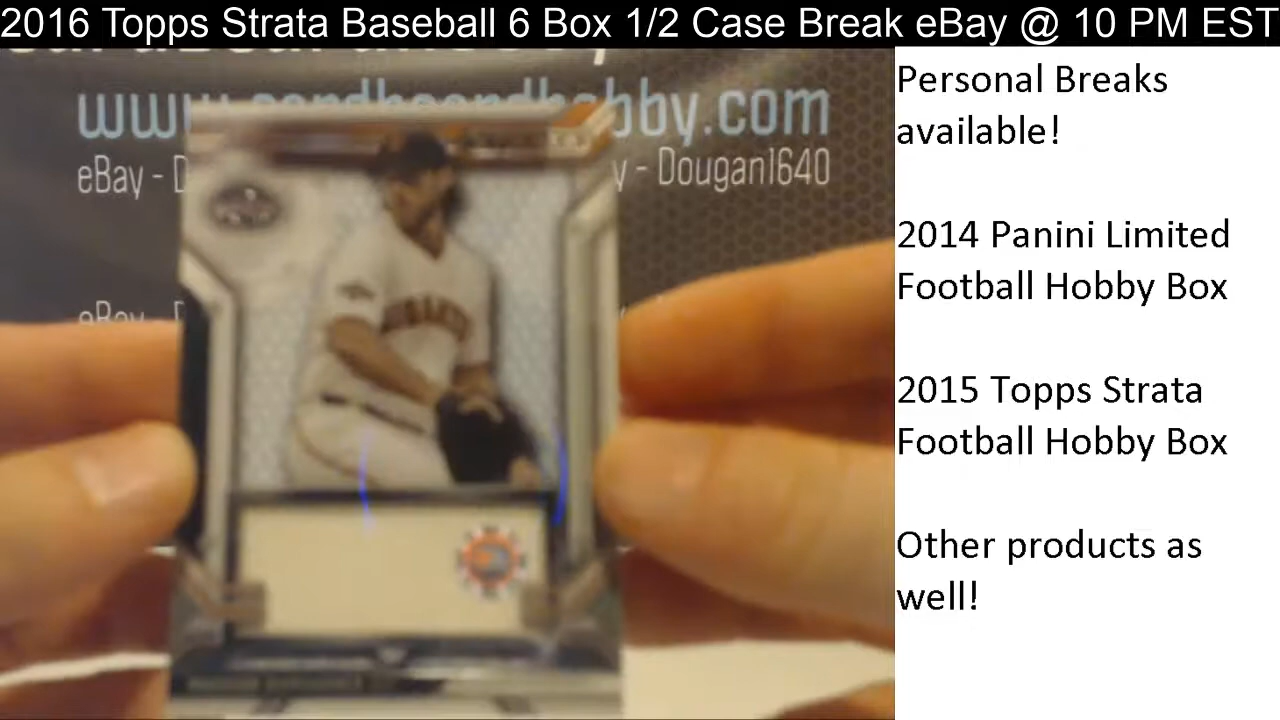 2016 Topps Strata Baseball 6 Box 1/2 Case Break eBay @ 10 PM EST
Personal Breaks
available!
2014 Panini Limited
Football Hobby Box
2015 Topps Strata
Football Hobby Box
Other products as
well!
eBay - D
- Dougan1640
eBay - D